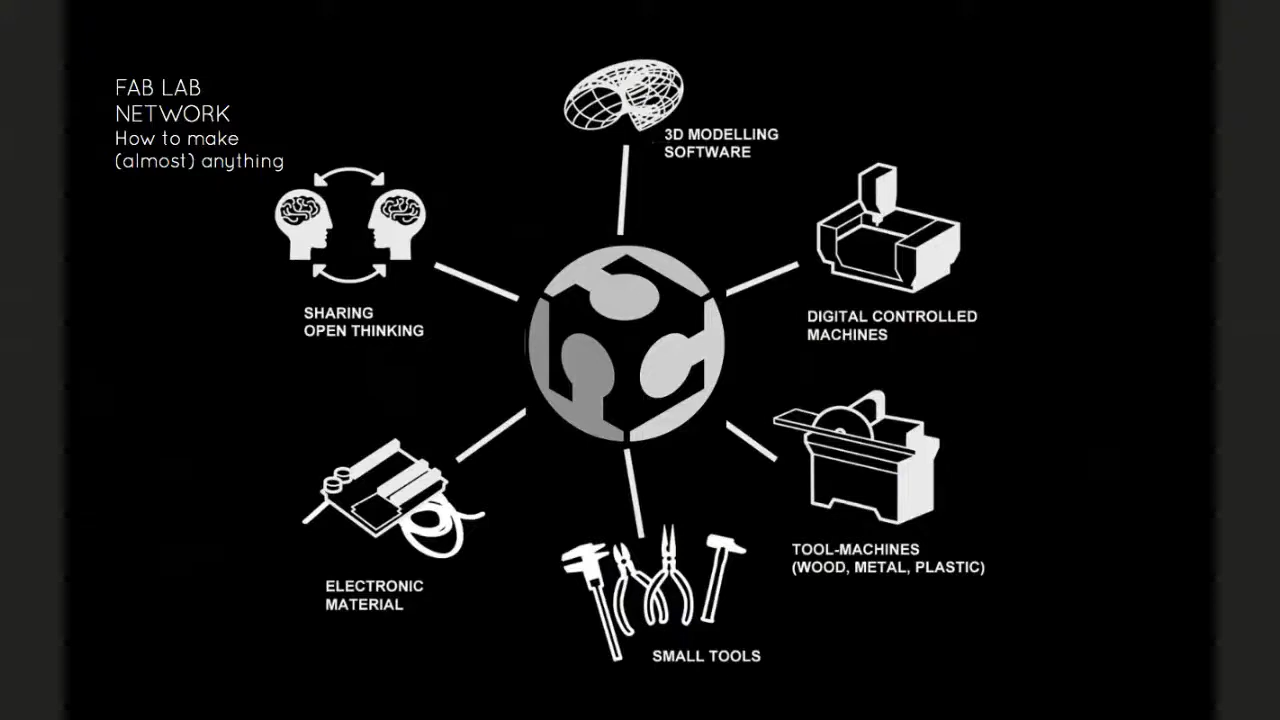 FAB LAB
NETWORK
How to make
(almost) anything
3D MODELLING
SOFTWARE
SHARING
OPEN THINKING
DIGITAL CONTROLLED
MACHINES
ELECTRONIC
MATERIAL
TOOL-MACHINES
(WOOD, METAL, PLASTIC)
SMALL TOOLS